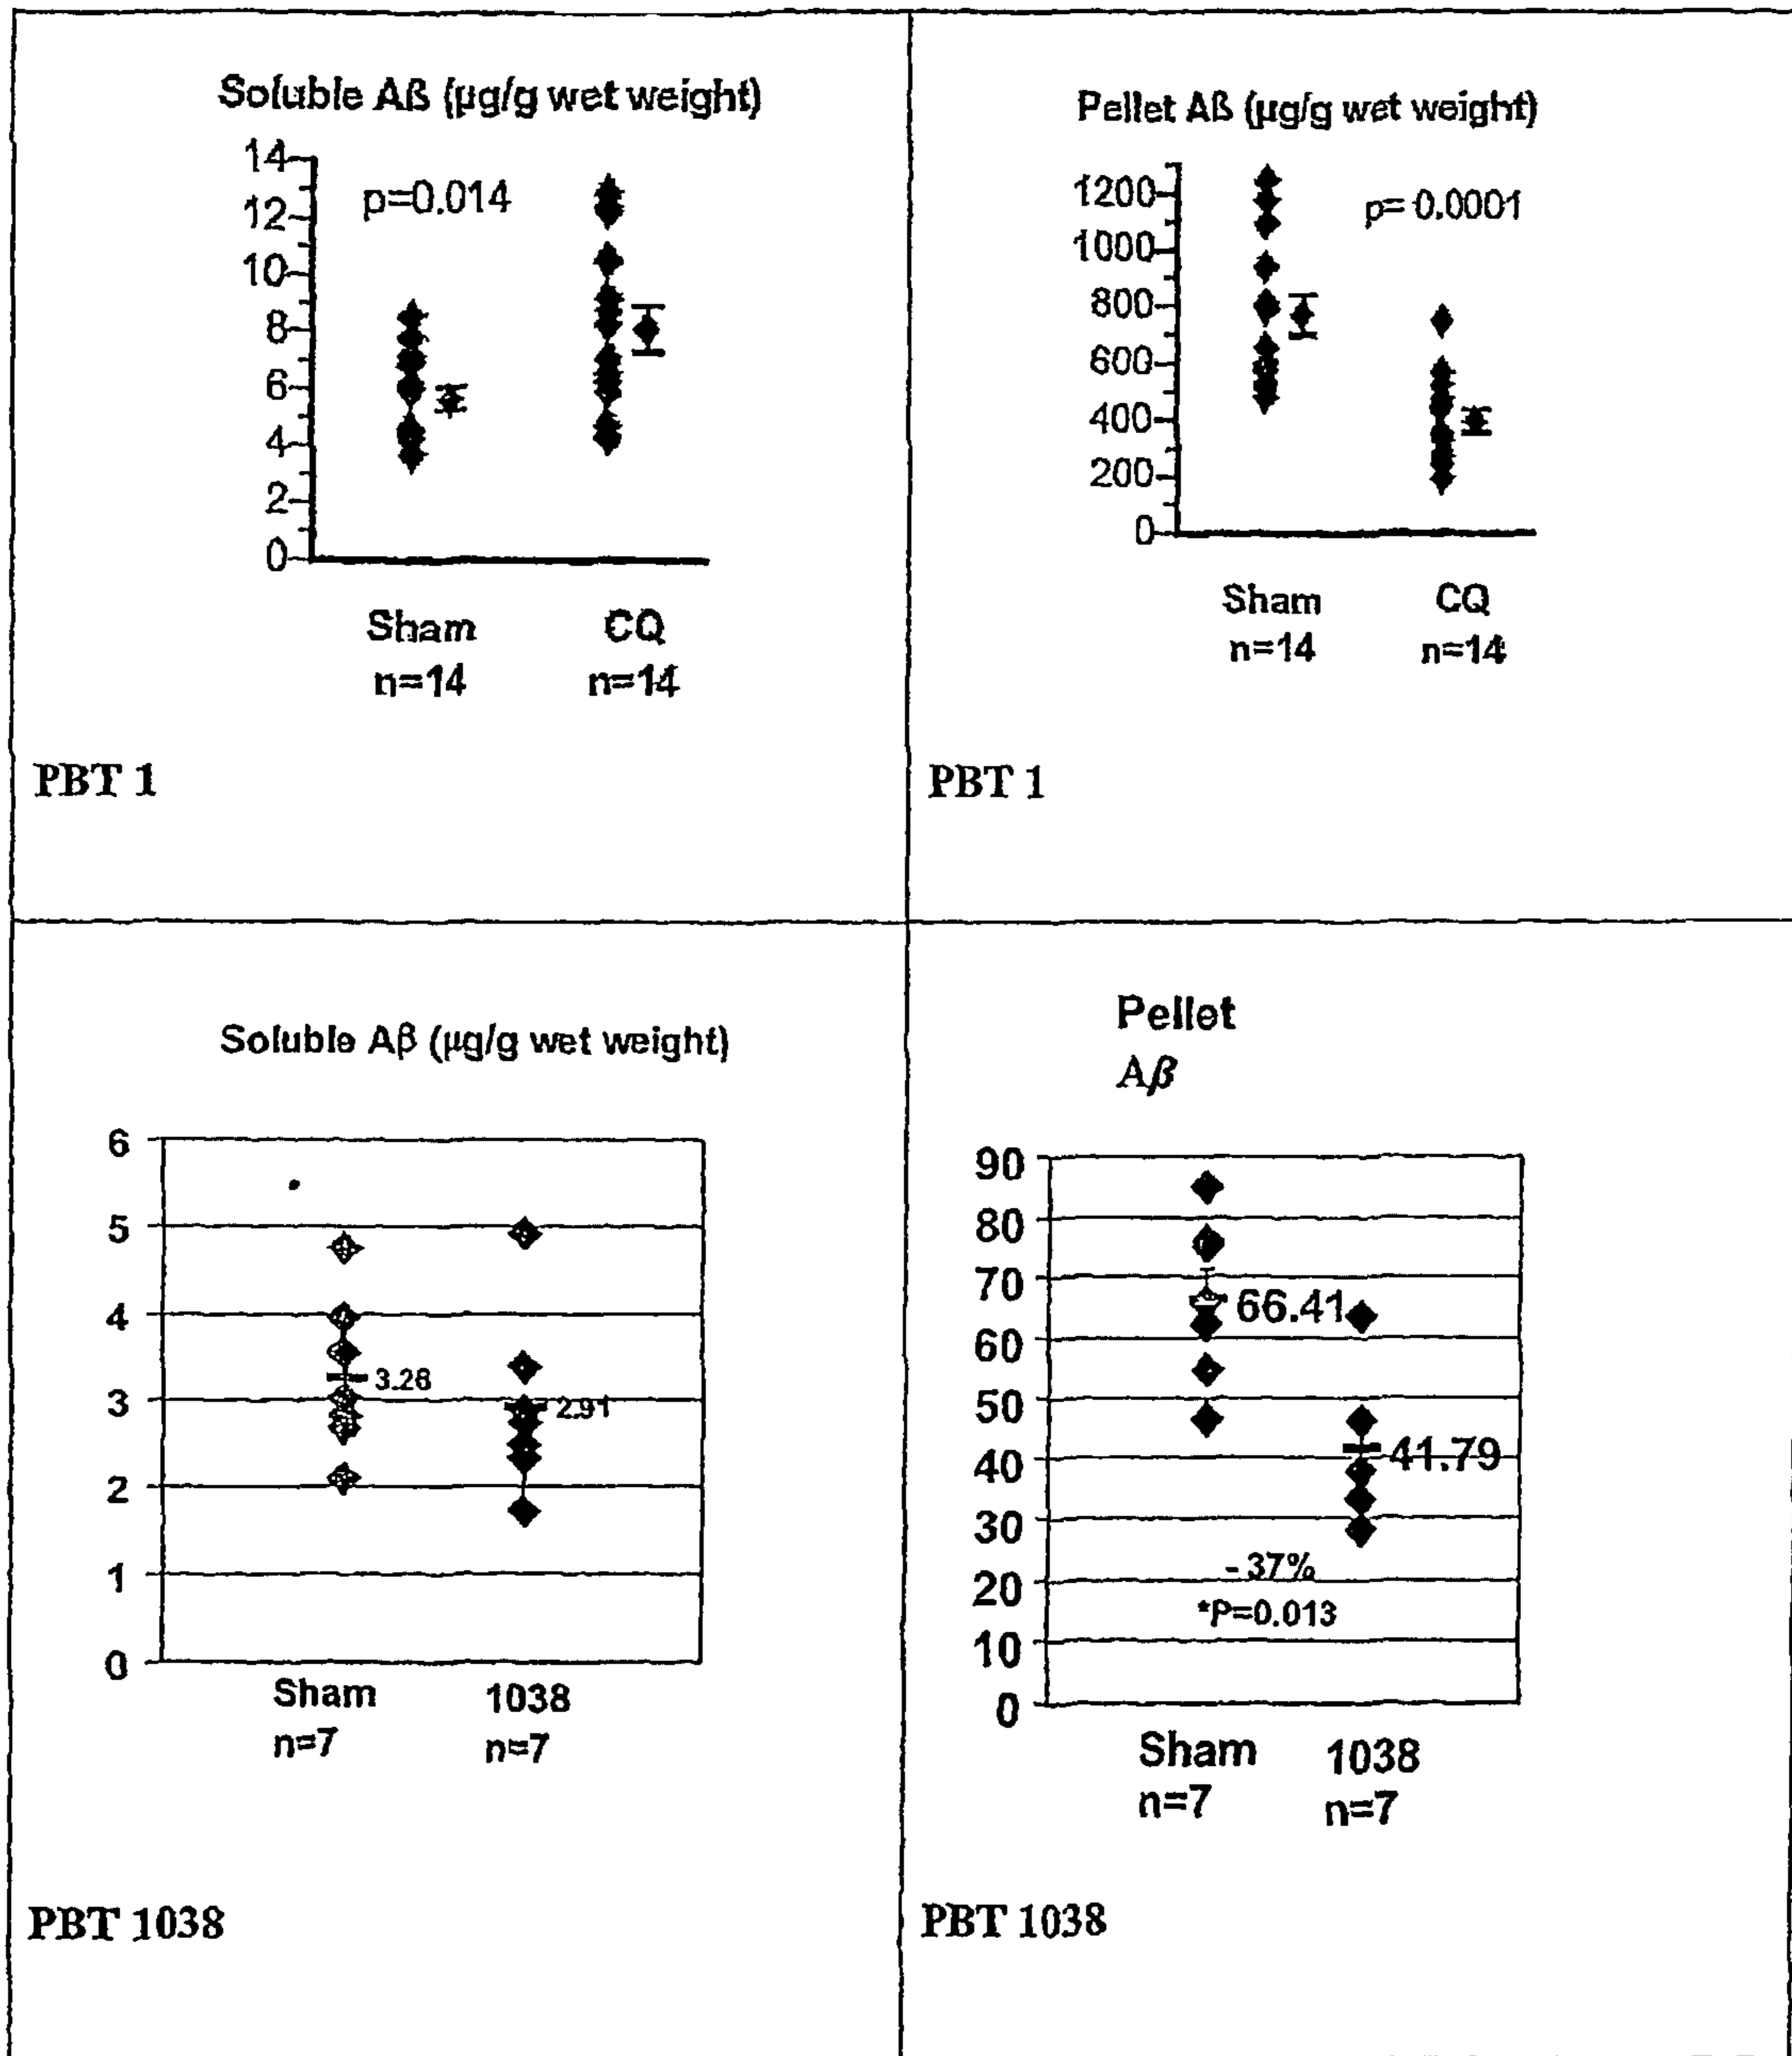 Soluble Aß (µg/g wet weight)
14
12
10
8
6
4
2
0
p=0.014
Sham
n=14
CQ
n=14
PBT 1
Pellet Aß (µg/g wet weight)
1200
1000
800
600
400
200
0
p= 0.0001
Sham
n=14
CQ
n=14
PBT 1
Soluble Aβ (µg/g wet weight)
6
5
4
3
2
1
0
3.28
2.91
Sham
n=7
1038
n=7
PBT 1038
Pellet
Aβ
90
80
70
60
50
40
30
20
10
0
66.41
41.79
- 37%
*P=0.013
Sham
n=7
1038
n=7
PBT 1038